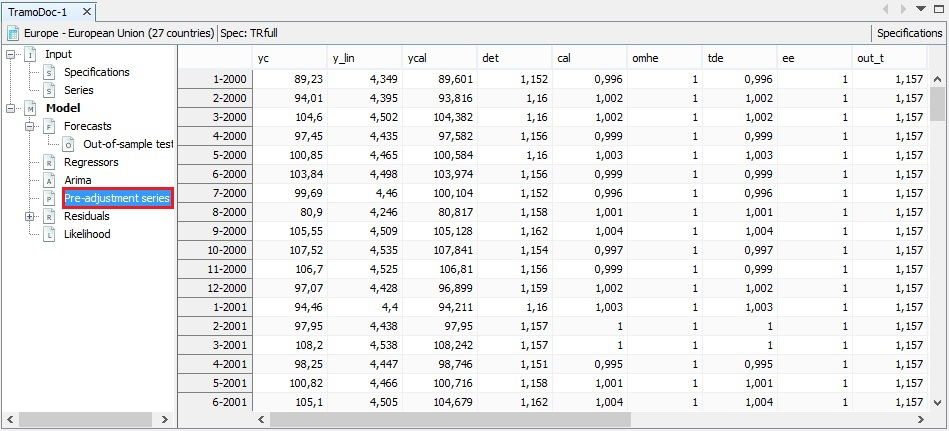 TramoDoc-1
Europe - European Union (27 countries) Spec: TRfull Specifications
Input
Specifications
Series
Model
Forecasts
Out-of-sample test
Regressors
Arima
Pre-adjustment series
Residuals
Likelihood
yc y_lin ycal det cal omhe tde ee out_t
1-2000 89,23 4,349 89,601 1,152 0,996 1 0,996 1 1,157
2-2000 94,01 4,395 93,816 1,16 1,002 1 1,002 1 1,157
3-2000 104,6 4,502 104,382 1,16 1,002 1 1,002 1 1,157
4-2000 97,45 4,435 97,582 1,156 0,999 1 0,999 1 1,157
5-2000 100,85 4,465 100,584 1,16 1,003 1 1,003 1 1,157
6-2000 103,84 4,498 103,974 1,156 0,999 1 0,999 1 1,157
7-2000 99,69 4,46 100,104 1,152 0,996 1 0,996 1 1,157
8-2000 80,9 4,246 80,817 1,158 1,001 1 1,001 1 1,157
9-2000 105,55 4,509 105,128 1,162 1,004 1 1,004 1 1,157
10-2000 107,52 4,535 107,841 1,154 0,997 1 0,997 1 1,157
11-2000 106,7 4,525 106,81 1,156 0,999 1 0,999 1 1,157
12-2000 97,07 4,428 96,899 1,159 1,002 1 1,002 1 1,157
1-2001 94,46 4,4 94,211 1,16 1,003 1 1,003 1 1,157
2-2001 97,95 4,438 97,95 1,157 1 1 1 1 1,157
3-2001 108,2 4,538 108,242 1,157 1 1 1 1 1,157
4-2001 98,25 4,447 98,746 1,151 0,995 1 0,995 1 1,157
5-2001 100,82 4,466 100,716 1,158 1,001 1 1,001 1 1,157
6-2001 105,1 4,505 104,679 1,162 1,004 1 1,004 1 1,157